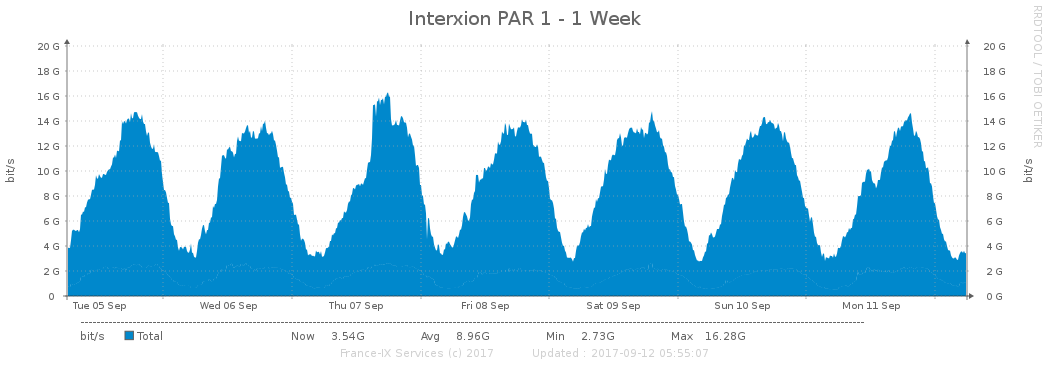 Interxion PAR 1 - 1 Week
RRDTOOL / TOBI OETIKER
20 G 20 G
18 G 18 G
16 G 16 G
14 G 14 G
12 G 12 G
10 G 10 G
8 G 8 G
6 G 6 G
4 G 4 G
2 G 2 G
0 0 G
bit/s
bit/s
Tue 05 Sep Wed 06 Sep Thu 07 Sep Fri 08 Sep Sat 09 Sep Sun 10 Sep Mon 11 Sep
bit/s Total Now 3.54G Avg 8.96G Min 2.73G Max 16.28G
France-IX Services (c) 2017 Updated : 2017-09-12 05:55:07